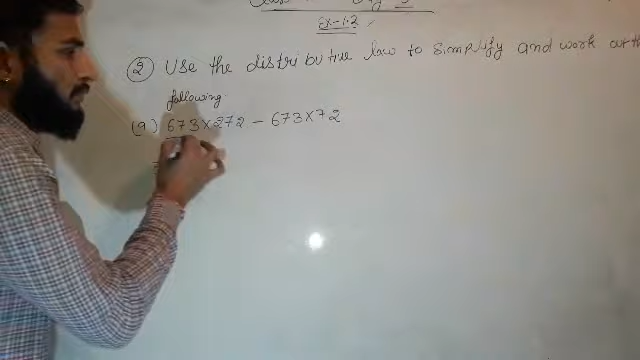 Ex-1.2
② Use the distributive law to simplify and work out the
following.
(a) 673×272 – 673×72
=